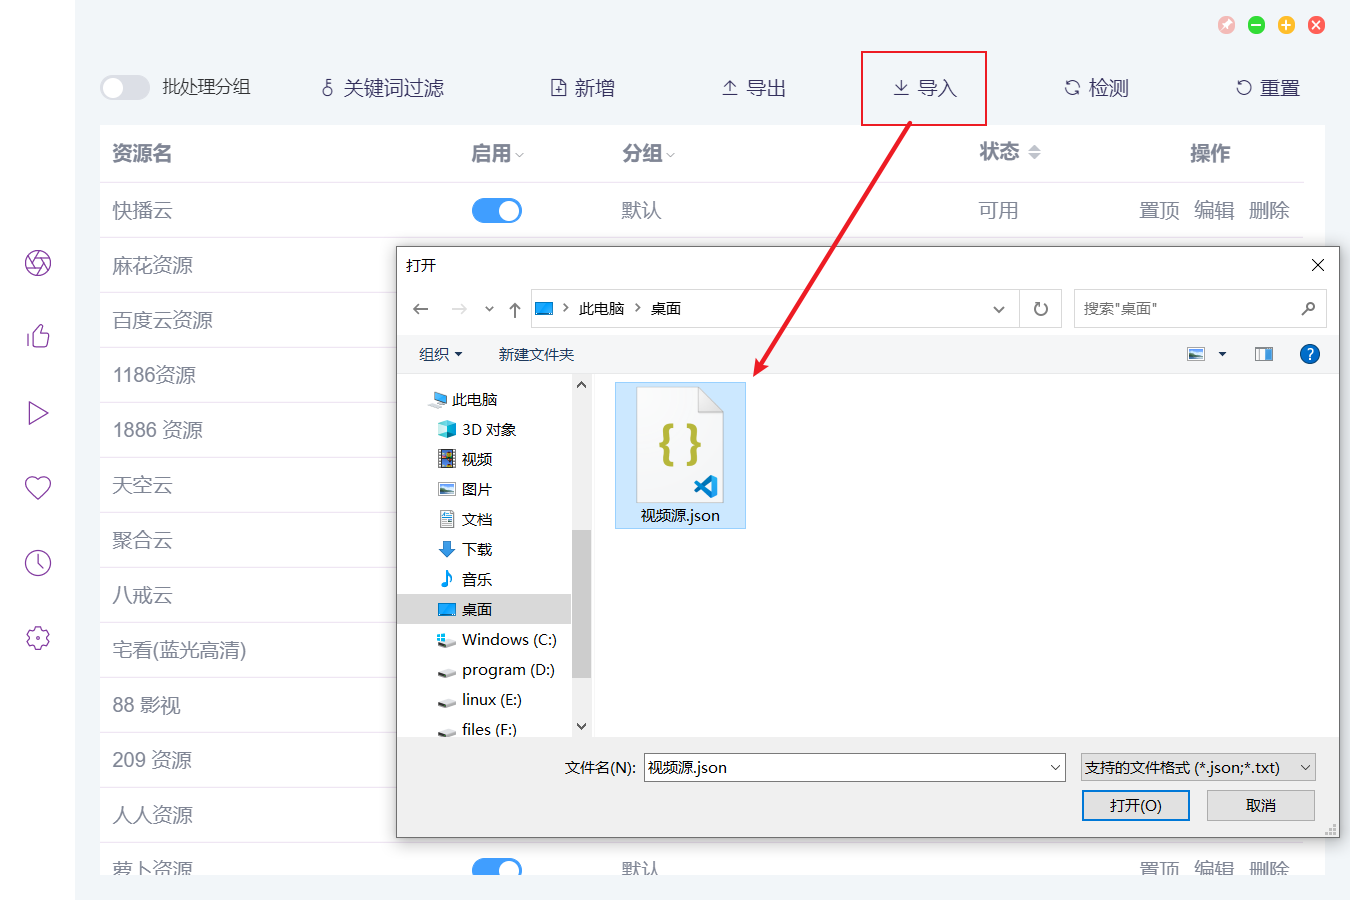 批处理分组 关键词过滤 新增 导出 导入 检测 重置
资源名 启用 分组 状态 操作
快播云 默认 可用 置顶 编辑 删除
麻花资源
百度云资源
1186资源
1886 资源
天空云
聚合云
八戒云
宅看(蓝光高清)
88 影视
209 资源
人人资源
萝卜资源 默认 置顶 编辑 删除
打开
此电脑 桌面
搜索"桌面"
组织 新建文件夹
此电脑
3D 对象
视频
图片
文档
下载
音乐
桌面
Windows (C:)
program (D:)
linux (E:)
files (F:)
视频源.json
文件名(N): 视频源.json 支持的文件格式 (*.json;*.txt)
打开(O) 取消